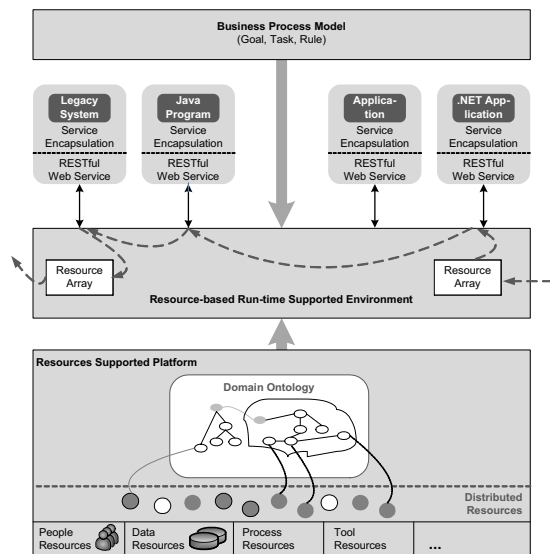 Business Process Model
(Goal, Task, Rule)
Legacy
System
Service
Encapsulation
RESTful
Web Service
Java
Program
Service
Encapsulation
RESTful
Web Service
Applica-
tion
Service
Encapsulation
RESTful
Web Service
.NET App-
lication
Service
Encapsulation
RESTful
Web Service
Resource
Array
Resource
Array
Resource-based Run-time Supported Environment
Resources Supported Platform
Domain Ontology
Distributed
Resources
People
Resources
Data
Resources
Process
Resources
Tool
Resources
...